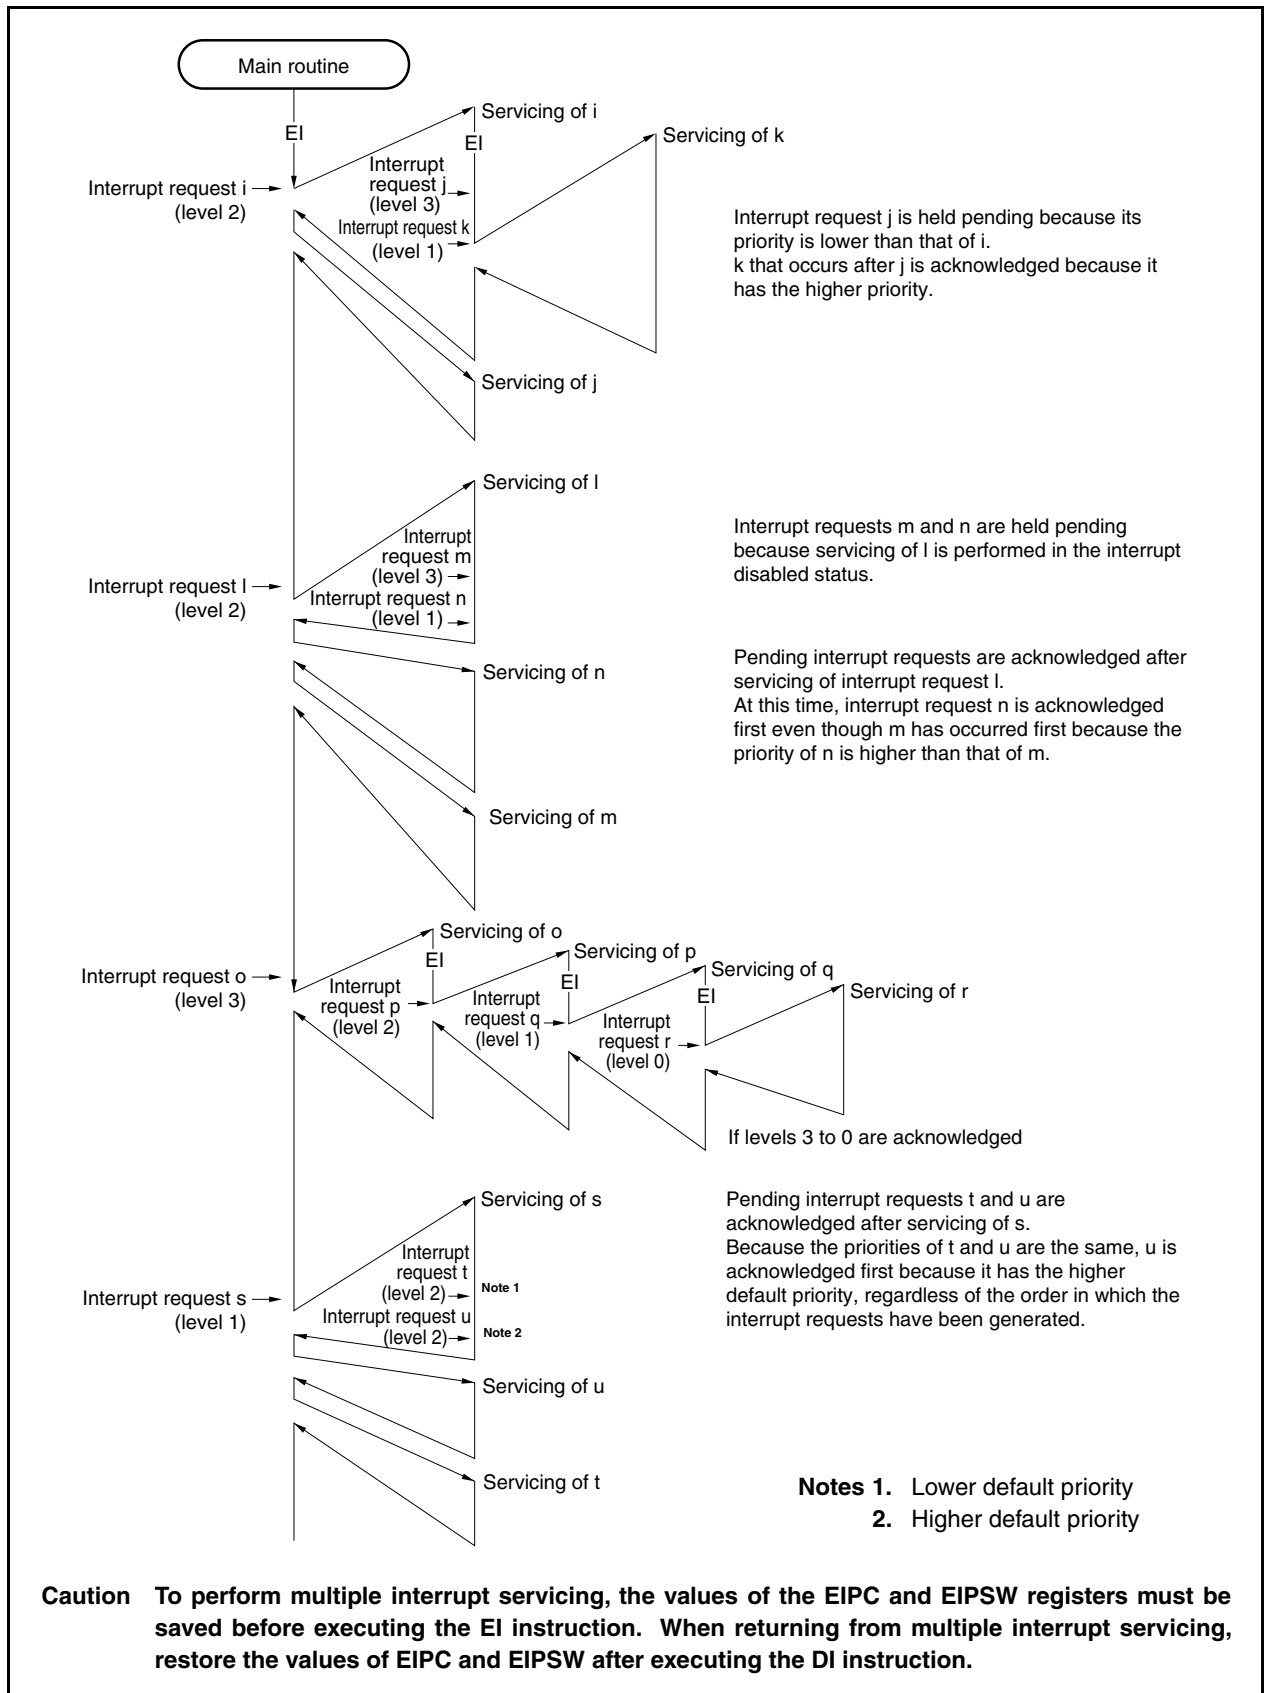 Main routine
EI
Servicing of i
EI
Servicing of k
Interrupt request i
(level 2)
Interrupt
request j
(level 3)
Interrupt request k
(level 1)
Interrupt request j is held pending because its
priority is lower than that of i.
k that occurs after j is acknowledged because it
has the higher priority.
Servicing of j
Servicing of l
Interrupt request l
(level 2)
Interrupt
request m
(level 3)
Interrupt request n
(level 1)
Interrupt requests m and n are held pending
because servicing of l is performed in the interrupt
disabled status.
Servicing of n
Pending interrupt requests are acknowledged after
servicing of interrupt request l.
At this time, interrupt request n is acknowledged
first even though m has occurred first because the
priority of n is higher than that of m.
Servicing of m
Interrupt request o
(level 3)
Servicing of o
EI
Interrupt
request p
(level 2)
Servicing of p
EI
Interrupt
request q
(level 1)
Servicing of q
EI
Interrupt
request r
(level 0)
Servicing of r
If levels 3 to 0 are acknowledged
Servicing of s
Interrupt request s
(level 1)
Interrupt
request t
(level 2)
Note 1
Interrupt request u
(level 2)
Note 2
Pending interrupt requests t and u are
acknowledged after servicing of s.
Because the priorities of t and u are the same, u is
acknowledged first because it has the higher
default priority, regardless of the order in which the
interrupt requests have been generated.
Servicing of u
Servicing of t
Notes 1. Lower default priority
2. Higher default priority
Caution To perform multiple interrupt servicing, the values of the EIPC and EIPSW registers must be
saved before executing the EI instruction. When returning from multiple interrupt servicing,
restore the values of EIPC and EIPSW after executing the DI instruction.